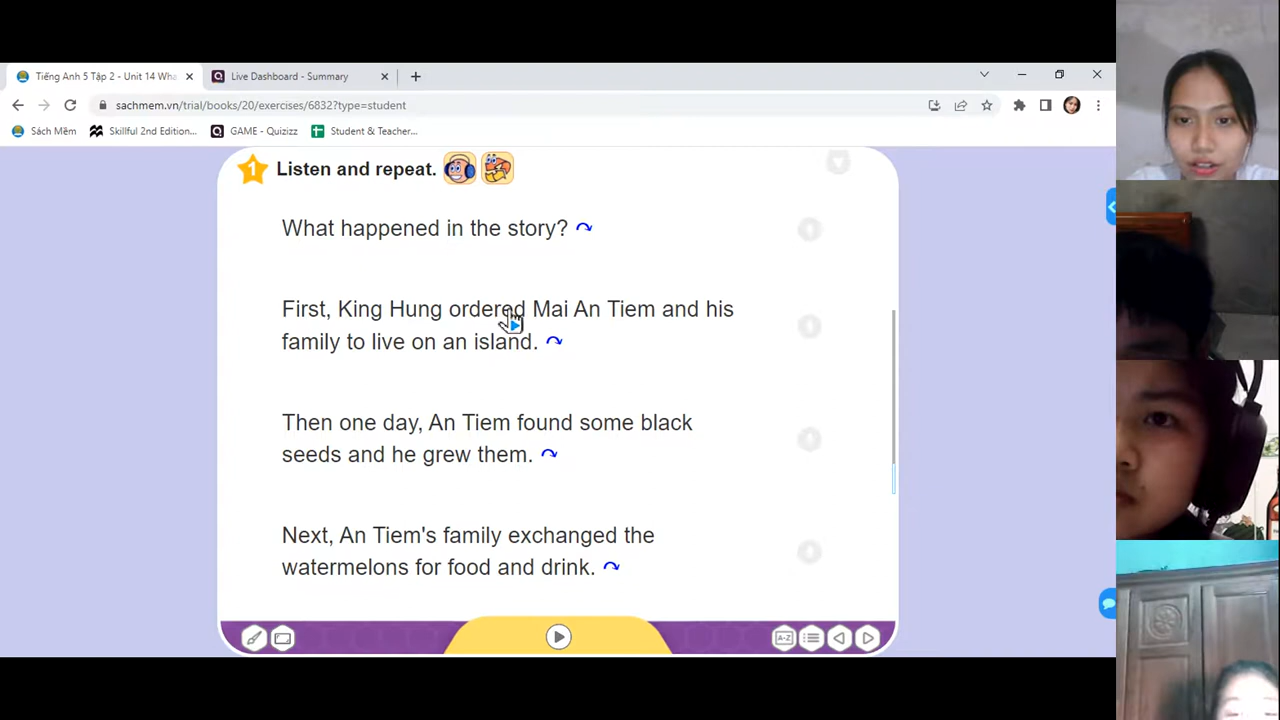 Tiếng Anh 5 Tập 2 - Unit 14 Wha
Live Dashboard - Summary
sachmem.vn/trial/books/20/exercises/6832?type=student
Sách Mềm
Skillful 2nd Edition...
GAME - Quizizz
Student & Teacher...
1 Listen and repeat.
What happened in the story?
First, King Hung ordered Mai An Tiem and his
family to live on an island.
Then one day, An Tiem found some black
seeds and he grew them.
Next, An Tiem's family exchanged the
watermelons for food and drink.
A-Z